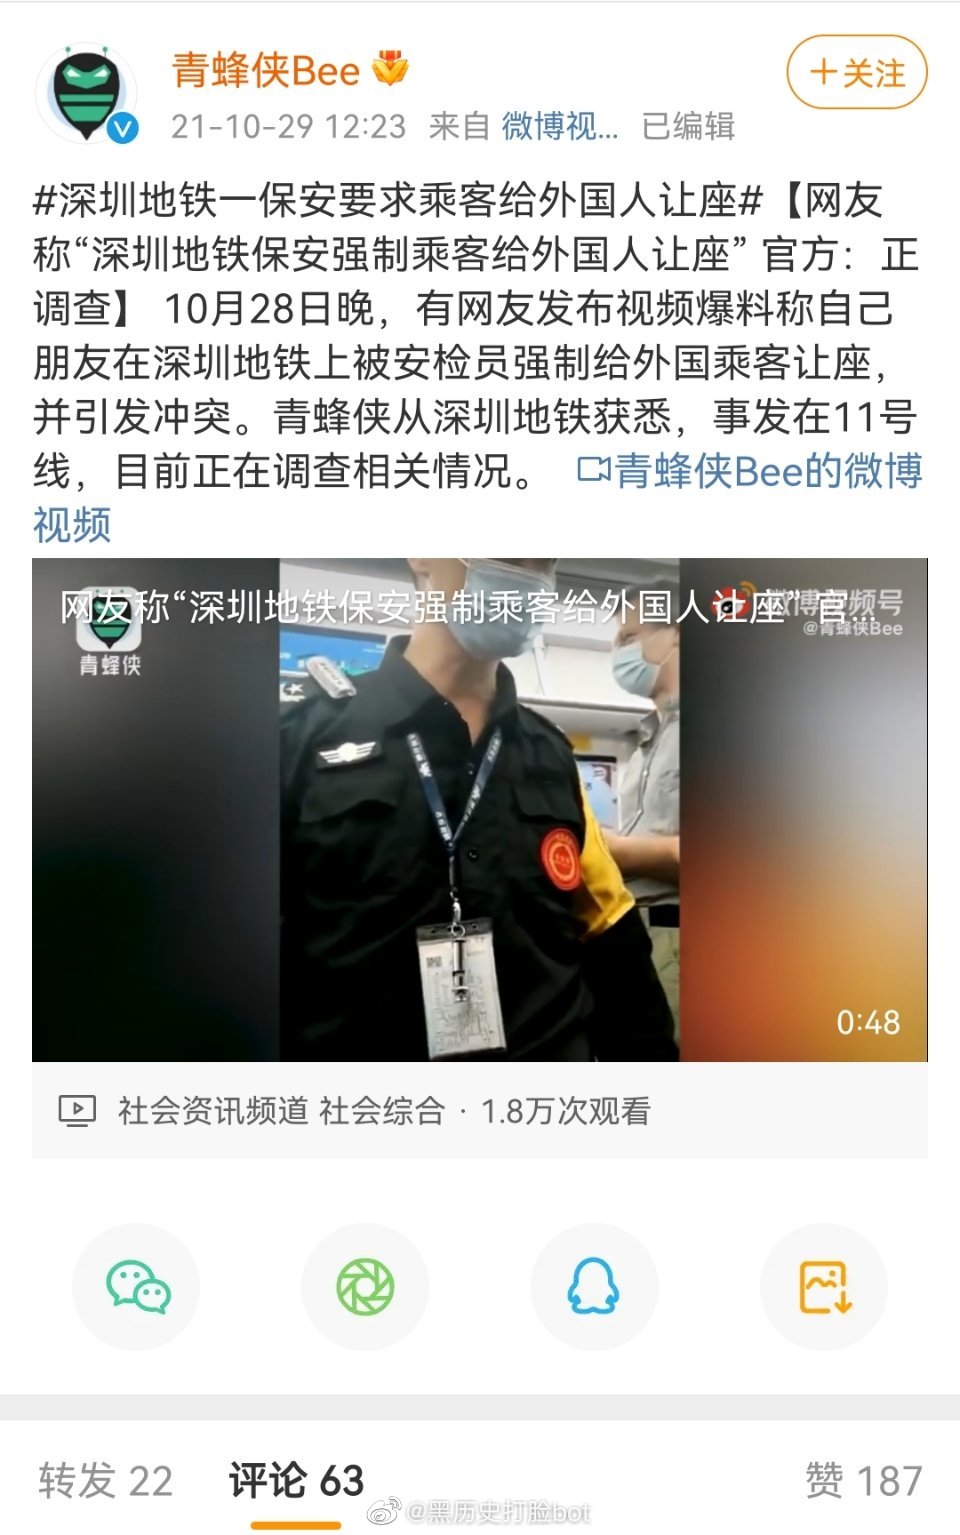 青蜂侠Bee
+关注
21-10-29 12:23 来自 微博视... 已编辑
#深圳地铁一保安要求乘客给外国人让座#【网友
称“深圳地铁保安强制乘客给外国人让座” 官方：正
调查】 10月28日晚，有网友发布视频爆料称自己
朋友在深圳地铁上被安检员强制给外国乘客让座，
并引发冲突。青蜂侠从深圳地铁获悉，事发在11号
线，目前正在调查相关情况。 青蜂侠Bee的微博
视频
网友称“深圳地铁保安强制乘客给外国人让座” 官...
微博视频号
@青蜂侠Bee
青蜂侠
0:48
社会资讯频道 社会综合 · 1.8万次观看
转发 22 评论 63 赞 187
@黑历史打脸bot